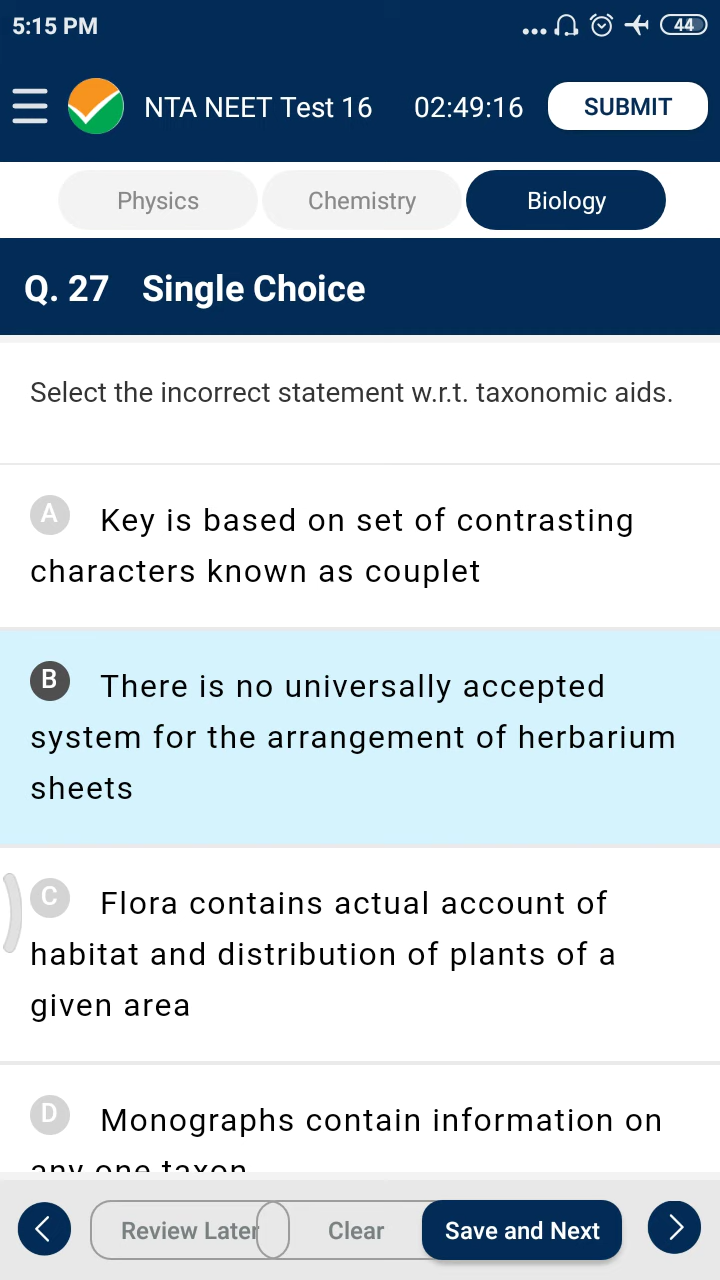 5:15 PM
44
NTA NEET Test 16 02:49:16 SUBMIT
Physics Chemistry Biology
Q. 27 Single Choice
Select the incorrect statement w.r.t. taxonomic aids.
A Key is based on set of contrasting
characters known as couplet
B There is no universally accepted
system for the arrangement of herbarium
sheets
C Flora contains actual account of
habitat and distribution of plants of a
given area
D Monographs contain information on
any one taxon
Review Later Clear Save and Next